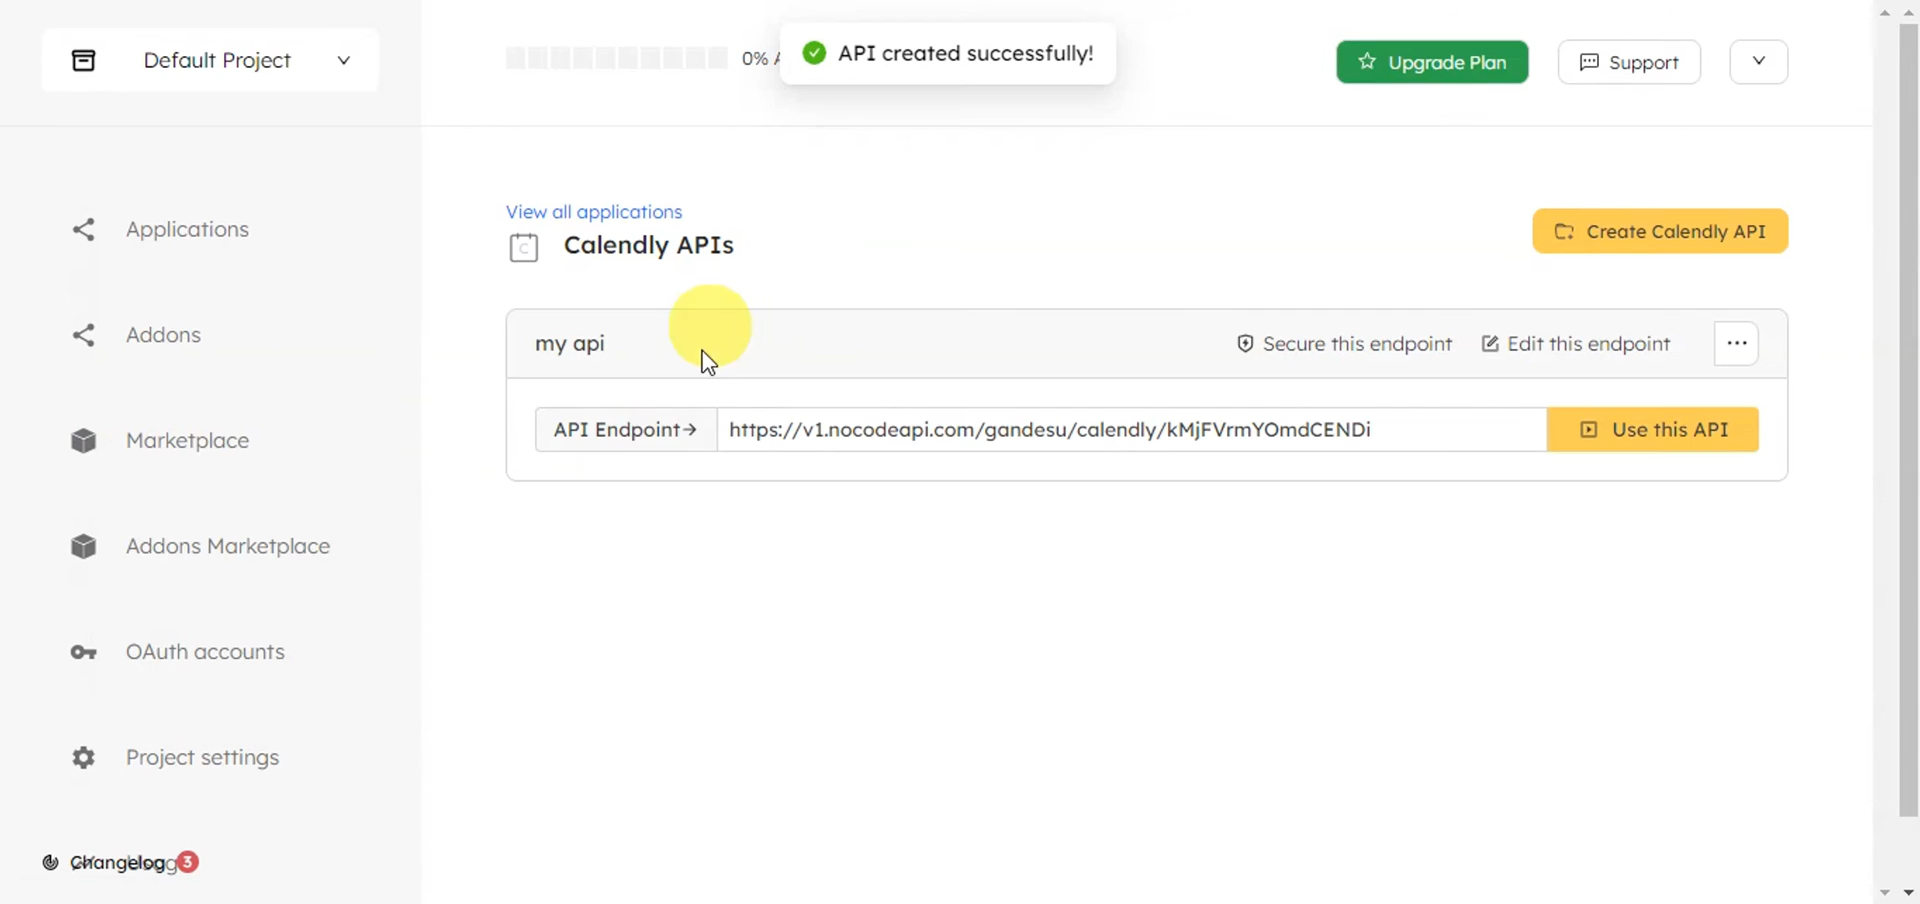 Default Project
0% A
API created successfully!
Upgrade Plan
Support
Applications
Addons
Marketplace
Addons Marketplace
OAuth accounts
Project settings
Changelog 3
View all applications
Calendly APIs
Create Calendly API
my api
Secure this endpoint
Edit this endpoint
API Endpoint→
https://v1.nocodeapi.com/gandesu/calendly/kMjFVrmYOmdCENDi
Use this API